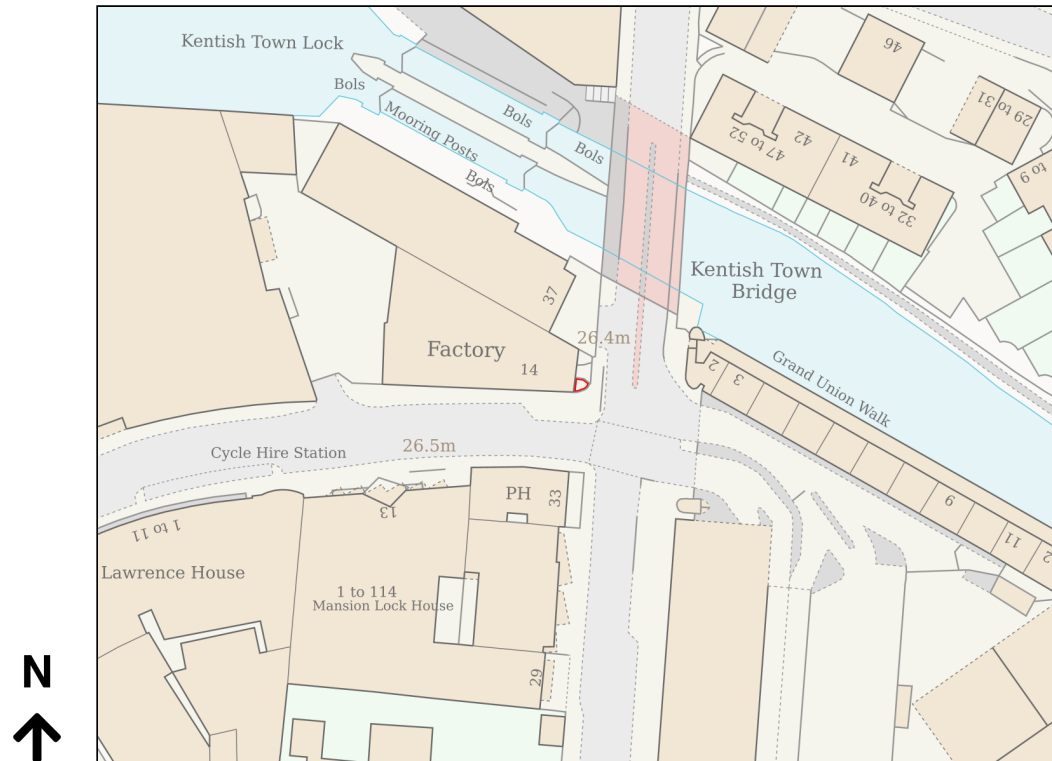 Kentish Town Lock
46
Bols
29 to 31
Bols
Mooring Posts
42
47 to 52
41
Bols
6 to 9
Bols
32 to 40
Kentish Town
Bridge
37
26.4m
Factory
14
2
3
Grand Union Walk
26.5m
Cycle Hire Station
PH
33
9
13
1 to 11
11
2
Lawrence House
1 to 114
Mansion Lock House
29
N